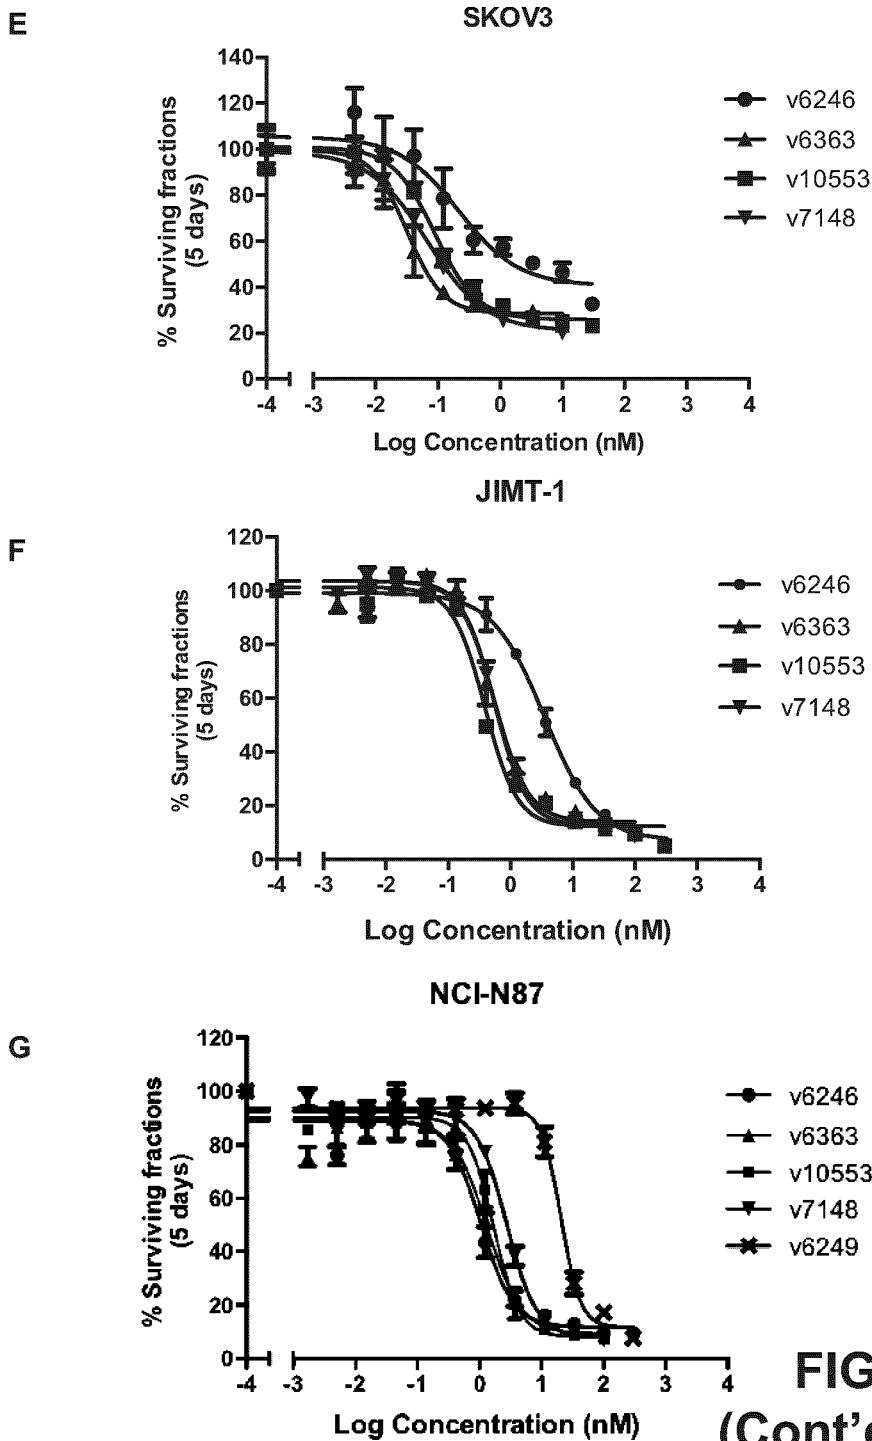 E
SKOV3
% Surviving fractions
(5 days)
140
120
100
80
60
40
20
0
-4 -3 -2 -1 0 1 2 3 4
Log Concentration (nM)
v6246
v6363
v10553
v7148
F
JIMT-1
% Surviving fractions
(5 days)
120
100
80
60
40
20
0
-4 -3 -2 -1 0 1 2 3 4
Log Concentration (nM)
v6246
v6363
v10553
v7148
G
NCI-N87
% Surviving fractions
(5 days)
120
100
80
60
40
20
0
-4 -3 -2 -1 0 1 2 3 4
Log Concentration (nM)
v6246
v6363
v10553
v7148
v6249
FIG
(Cont'd